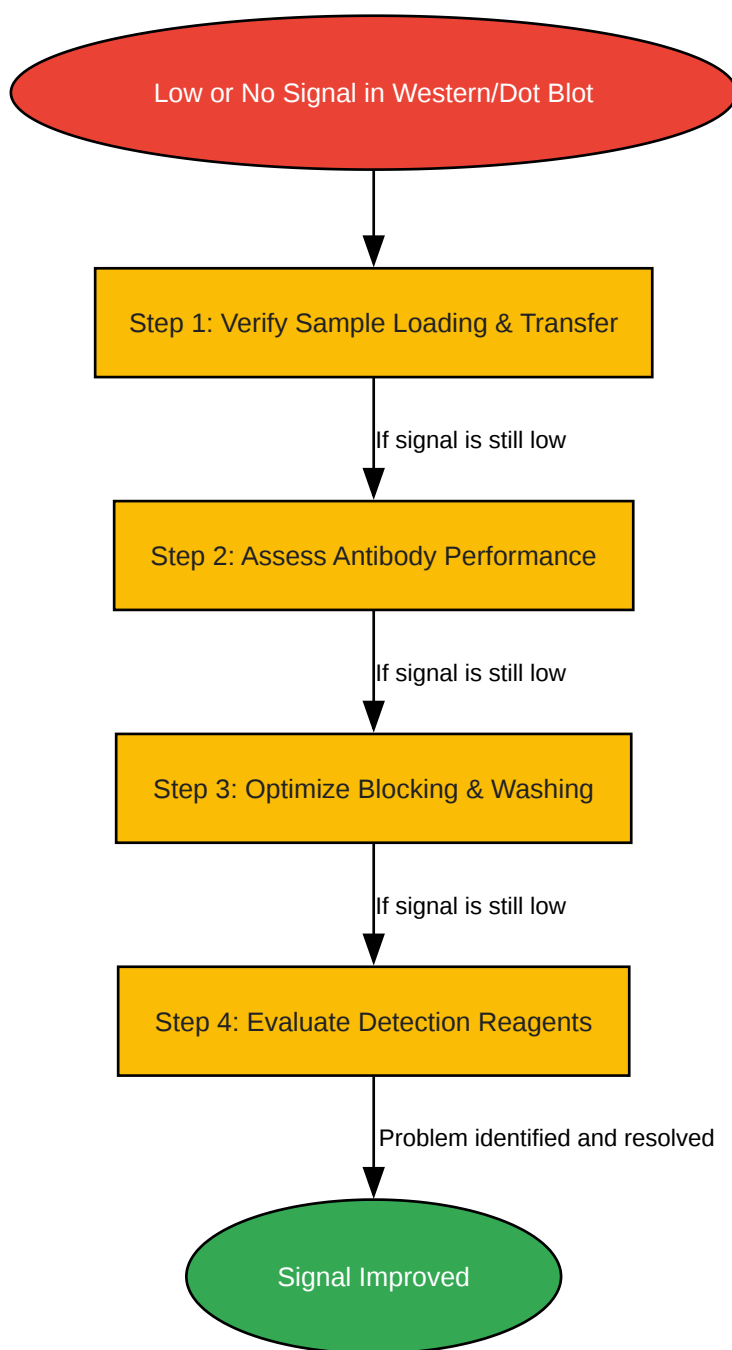 Low or No Signal in Western/Dot Blot
Step 1: Verify Sample Loading & Transfer
If signal is still low
Step 2: Assess Antibody Performance
If signal is still low
Step 3: Optimize Blocking & Washing
If signal is still low
Step 4: Evaluate Detection Reagents
Problem identified and resolved
Signal Improved